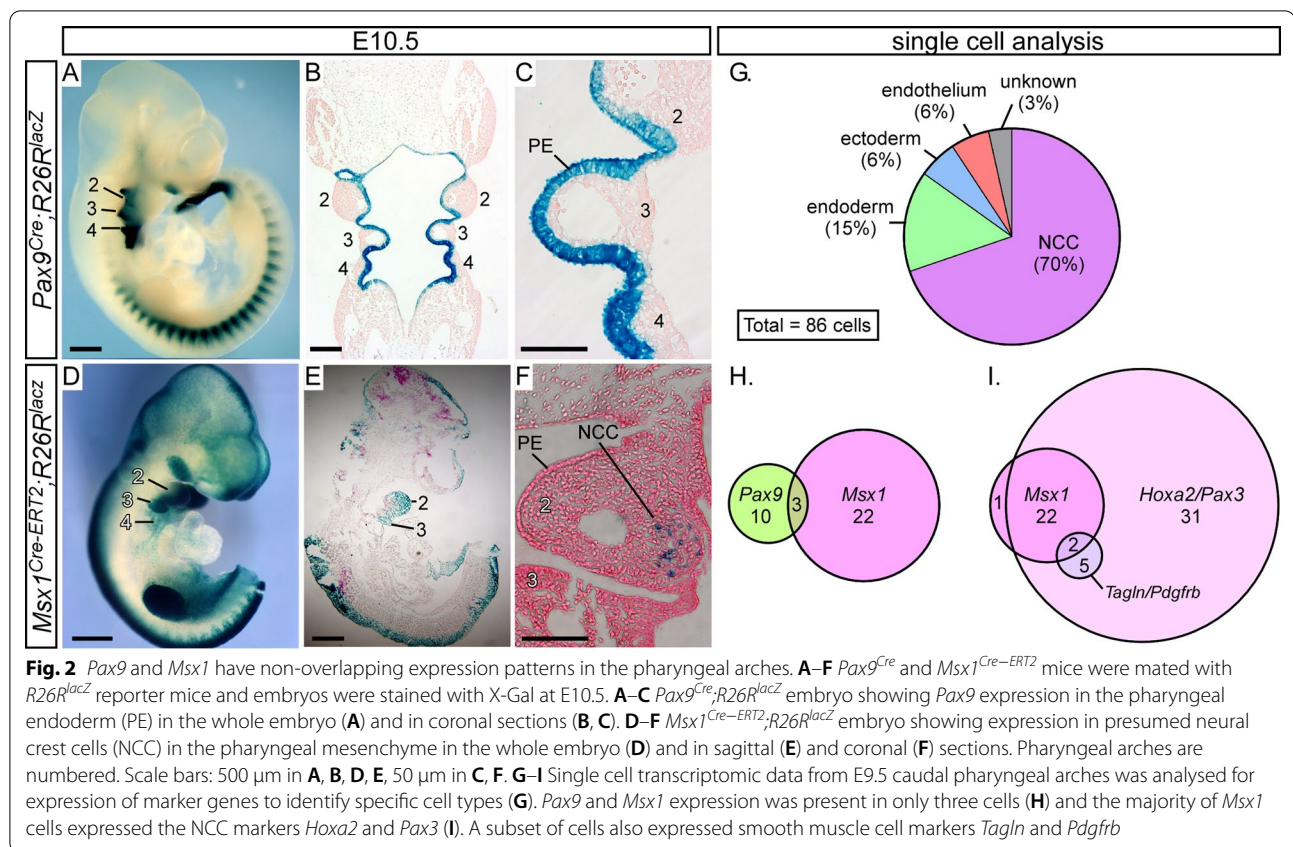 E10.5
single cell analysis
Pax9Cre;R26RlacZ
A
2
3
4
B
2
2
3
3
4
4
C
PE
2
3
4
G.
endothelium
(6%)
unknown
(3%)
ectoderm
(6%)
endoderm
(15%)
NCC
(70%)
Total = 86 cells
Msx1Cre-ERT2;R26Rlacz
D
2
3
4
E
2
3
F
PE
NCC
2
3
H.
Pax9
10
3
Msx1
22
I.
1
Msx1
22
2
5
Hoxa2/Pax3
31
Tagln/Pdgfrb
Fig. 2 Pax9 and Msx1 have non-overlapping expression patterns in the pharyngeal arches. A–F Pax9Cre and Msx1Cre−ERT2 mice were mated with
R26RlacZ reporter mice and embryos were stained with X-Gal at E10.5. A–C Pax9Cre;R26RlacZ embryo showing Pax9 expression in the pharyngeal
endoderm (PE) in the whole embryo (A) and in coronal sections (B, C). D–F Msx1Cre−ERT2;R26RlacZ embryo showing expression in presumed neural
crest cells (NCC) in the pharyngeal mesenchyme in the whole embryo (D) and in sagittal (E) and coronal (F) sections. Pharyngeal arches are
numbered. Scale bars: 500 μm in A, B, D, E, 50 μm in C, F. G–I Single cell transcriptomic data from E9.5 caudal pharyngeal arches was analysed for
expression of marker genes to identify specific cell types (G). Pax9 and Msx1 expression was present in only three cells (H) and the majority of Msx1
cells expressed the NCC markers Hoxa2 and Pax3 (I). A subset of cells also expressed smooth muscle cell markers Tagln and Pdgfrb